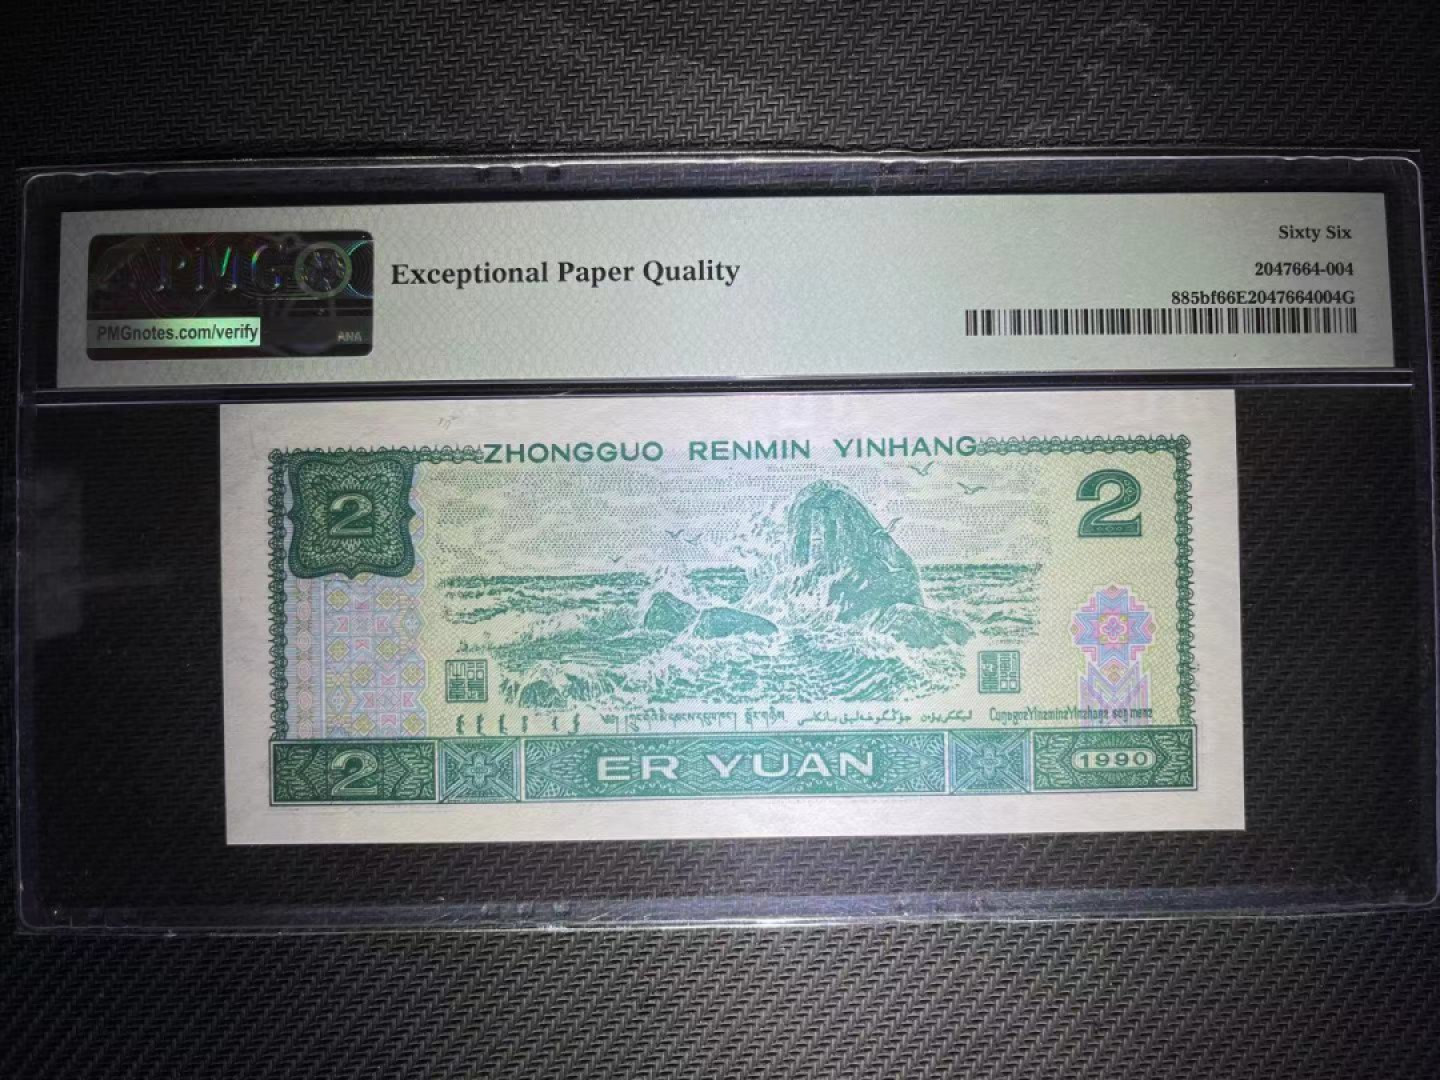 Sixty Six
PMG
Exceptional Paper Quality
2047664-004
885bf66E2047664004G
PMGnotes.com/verify
ANA
ZHONGGUO RENMIN YINHANG
2
2
2
ER YUAN
1990